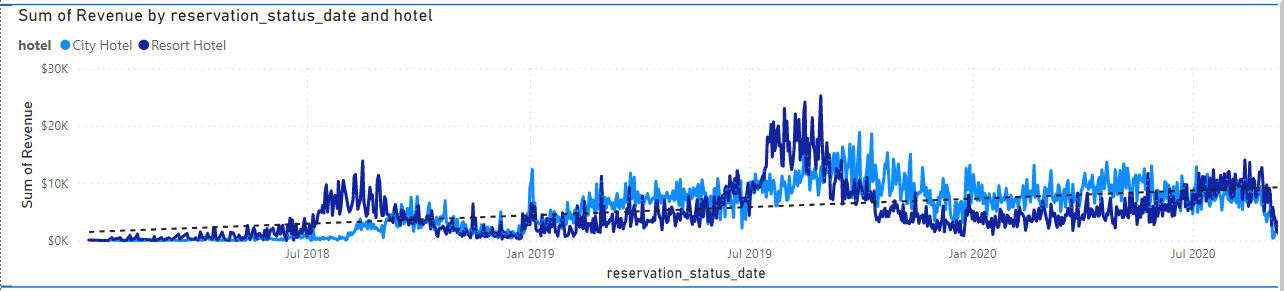 Sum of Revenue by reservation_status_date and hotel
hotel City Hotel Resort Hotel
$30K
$20K
$10K
$0K
Sum of Revenue
Jul 2018 Jan 2019 Jul 2019 Jan 2020 Jul 2020
reservation_status_date